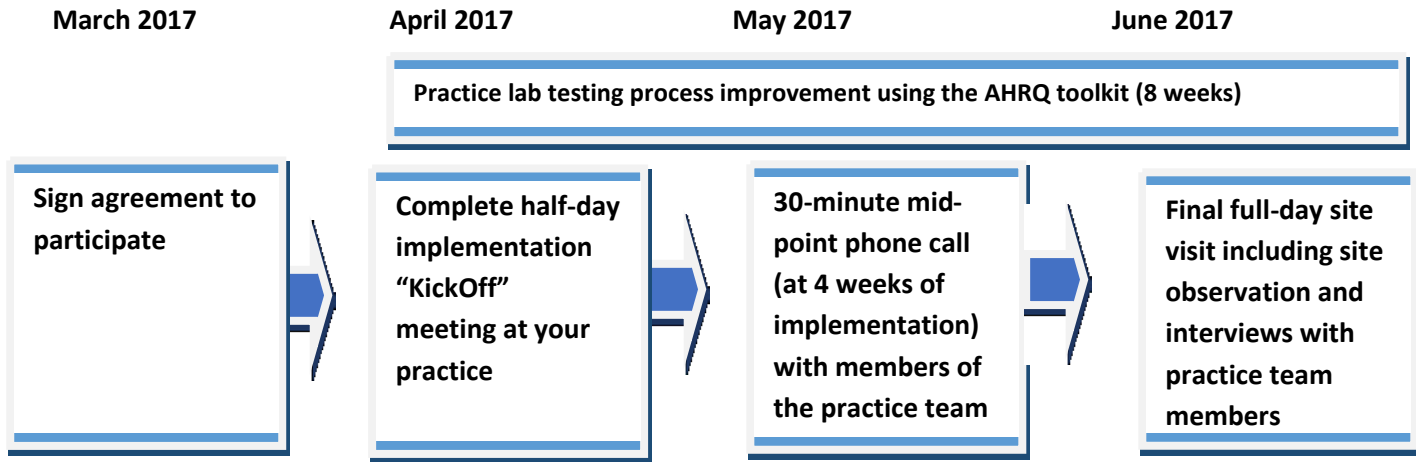 March 2017
April 2017
May 2017
June 2017
Practice lab testing process improvement using the AHRQ toolkit (8 weeks)
Sign agreement to
participate
Complete half-day
implementation
“KickOff”
meeting at your
practice
30-minute mid-
point phone call
(at 4 weeks of
implementation)
with members of
the practice team
Final full-day site
visit including site
observation and
interviews with
practice team
members